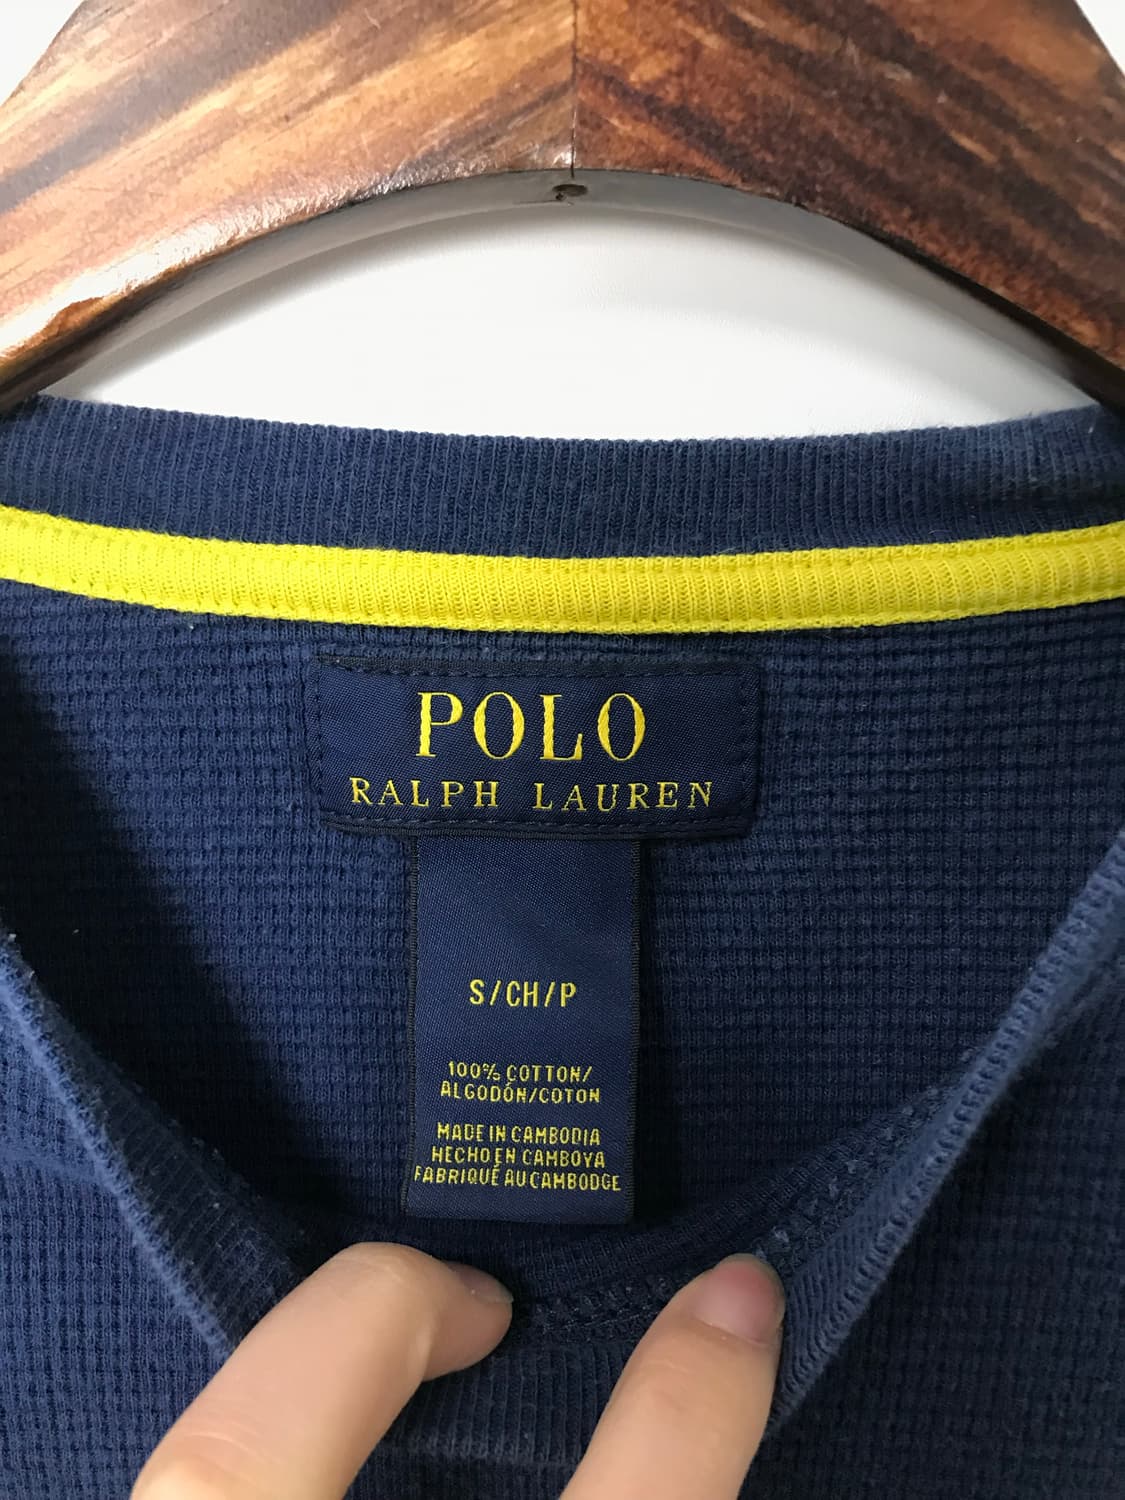 POLO
RALPH LAUREN
S/CH/P
100% COTTON/
ALGODÓN/COTON
MADE IN CAMBODIA
HECHO EN CAMBOYA
FABRIQUÉ AU CAMBODGE